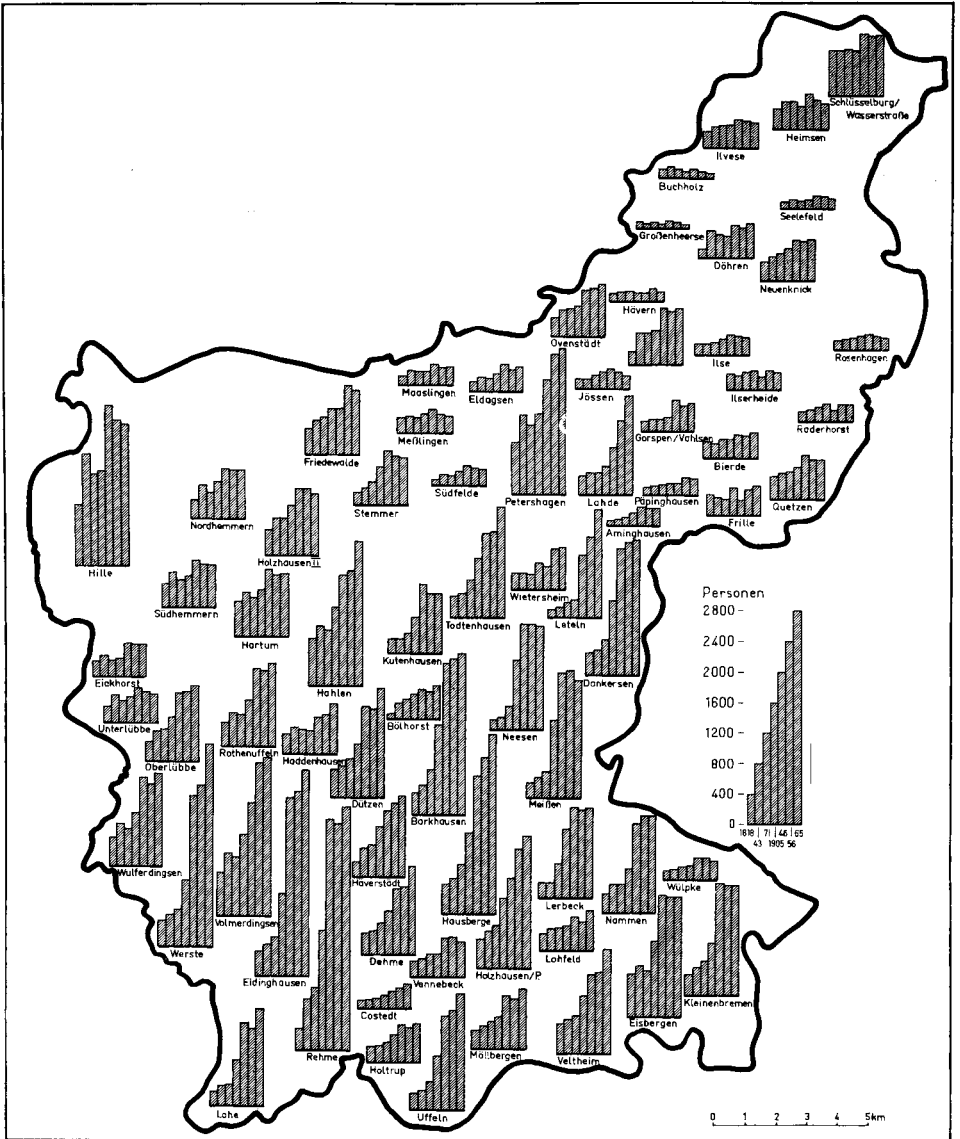 Schlüsselburg/
Wasserstraße
Heimsen
Ilvese
Buchholz
Seelefeld
Großenheerse
Döhren
Neuenknick
Hävern
Ovenstädt
Ilse
Rosenhagen
Maaslingen
Eldagsen
Jössen
Ilserheide
Raderhorst
Meßlingen
Gorspen/Vahlsen
Friedewalde
Bierde
Südfelde
Petershagen
Lahde
Päpinghausen
Quetzen
Stemmer
Frille
Nordhemmern
Aminghausen
Holzhausen II
Hille
Wietersheim
Südhemmern
Todtenhausen
Leteln
Hartum
Kutenhausen
Eickhorst
Dankersen
Hahlen
Unterlübbe
Bölhorst
Neesen
Rothenuffeln
Haddenhausen
Oberlübbe
Dützen
Meißen
Barkhausen
Personen
2800
2400
2000
1600
1200
800
400
0
1818 | 71 | 46 | 65
43 1905 56
Wulferdingsen
Häverstädt
Wülpke
Lerbeck
Volmerdingsen
Hausberge
Nammen
Werste
Dehme
Lohfeld
Vennebeck
Holzhausen/P.
Eidinghausen
Kleinenbremen
Costedt
Eisbergen
Rehme
Holtrup
Möllbergen
Veltheim
Lohe
Uffeln
0 1 2 3 4 5km